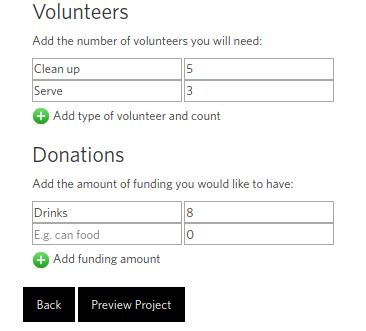 Volunteers
Add the number of volunteers you will need:
Clean up 5
Serve 3
Add type of volunteer and count
Donations
Add the amount of funding you would like to have:
Drinks 8
E.g. can food 0
Add funding amount
Back Preview Project